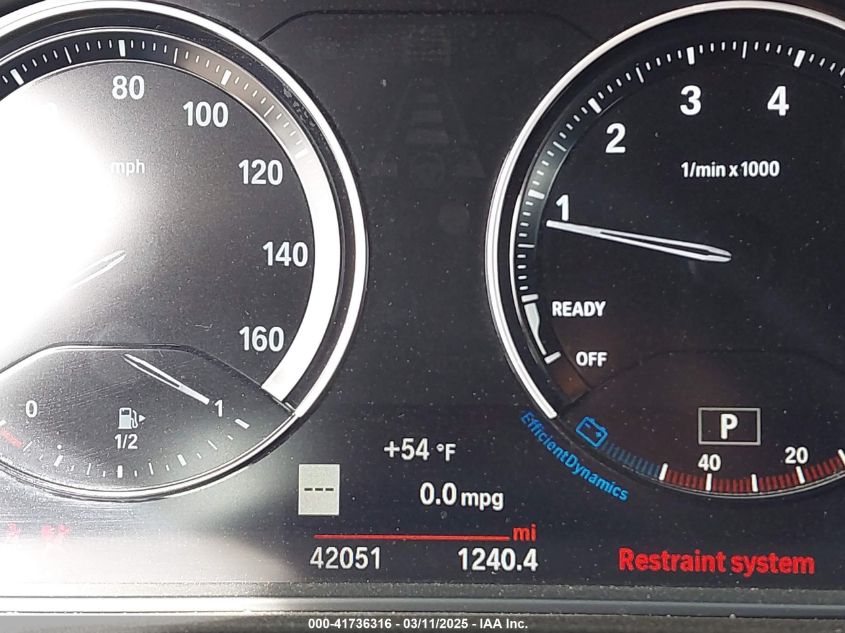 80
100
120
140
160
mph
0
1/2
1
1
2
3
4
1/min x 1000
READY
OFF
EfficientDynamics
P
40
20
+54 °F
---
0.0 mpg
mi
42051
1240.4
Restraint system
000-41736316 - 03/11/2025 - IAA Inc.